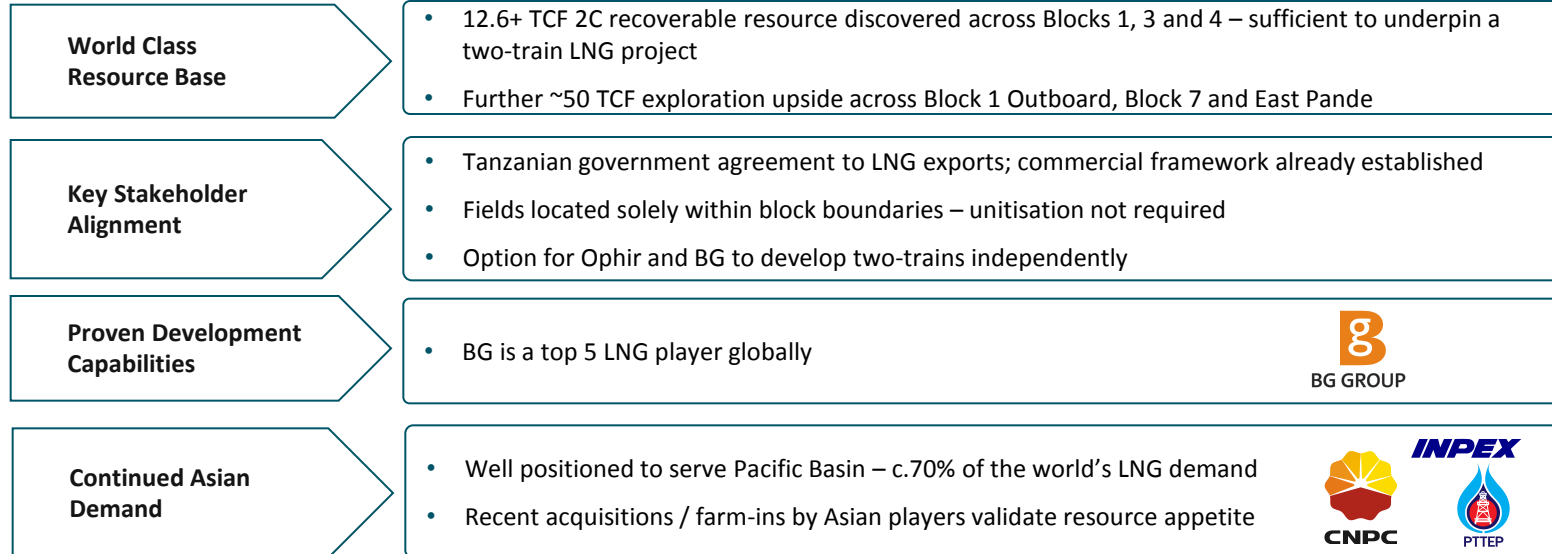 World Class
Resource Base
• 12.6+ TCF 2C recoverable resource discovered across Blocks 1, 3 and 4 – sufficient to underpin a
two-train LNG project
• Further ~50 TCF exploration upside across Block 1 Outboard, Block 7 and East Pande
Key Stakeholder
Alignment
• Tanzanian government agreement to LNG exports; commercial framework already established
• Fields located solely within block boundaries – unitisation not required
• Option for Ophir and BG to develop two-trains independently
Proven Development
Capabilities
• BG is a top 5 LNG player globally
Bg
BG GROUP
Continued Asian
Demand
• Well positioned to serve Pacific Basin – c.70% of the world's LNG demand
• Recent acquisitions / farm-ins by Asian players validate resource appetite
INPEX
CNPC
PTTEP